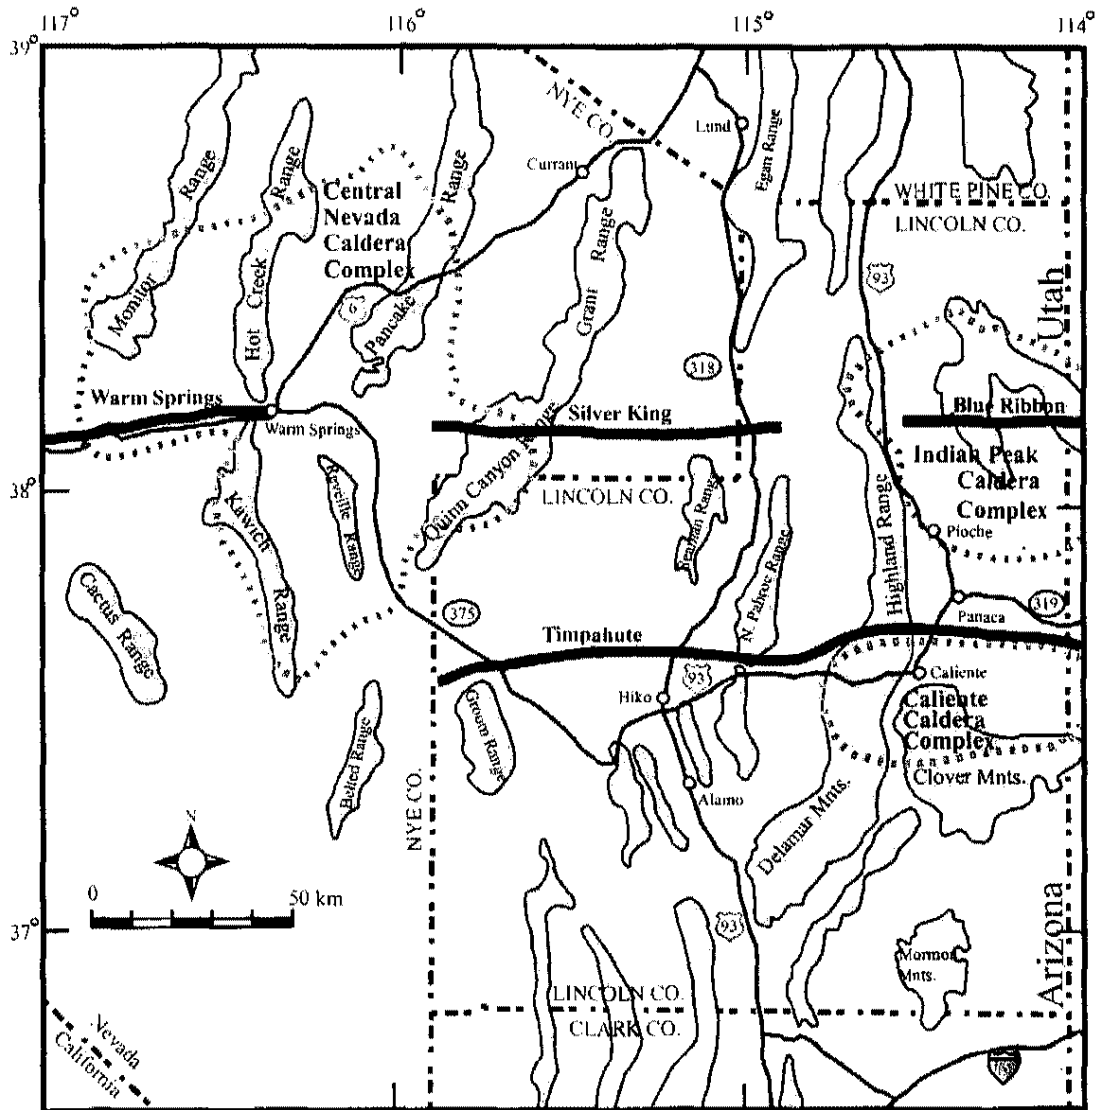 117°
116°
115°
114°
39°
NYE CO.
Lund
Currant
Egan Range
Monitor Range
Hot Creek Range
Central
Nevada
Caldera
Complex
Pancake Range
Grant Range
WHITE PINE CO.
LINCOLN CO.
93
6
Utah
318
Warm Springs
Warm Springs
Silver King
Blue Ribbon
Quinn Canyon Range
LINCOLN CO.
Indian Peak
Caldera
Complex
38°
Kawich Range
Reveille Range
Seaman Range
N. Pahroc Range
Highland Range
Pioche
Cactus Range
375
319
Panaca
Timpahute
93
Caliente
Hiko
Caliente
Caldera
Complex
Groom Range
Belted Range
Clover Mnts.
Alamo
Delamar Mnts.
NYE CO.
N
0
50 km
37°
93
Mormon
Mnts.
Arizona
LINCOLN CO.
CLARK CO.
Nevada
California